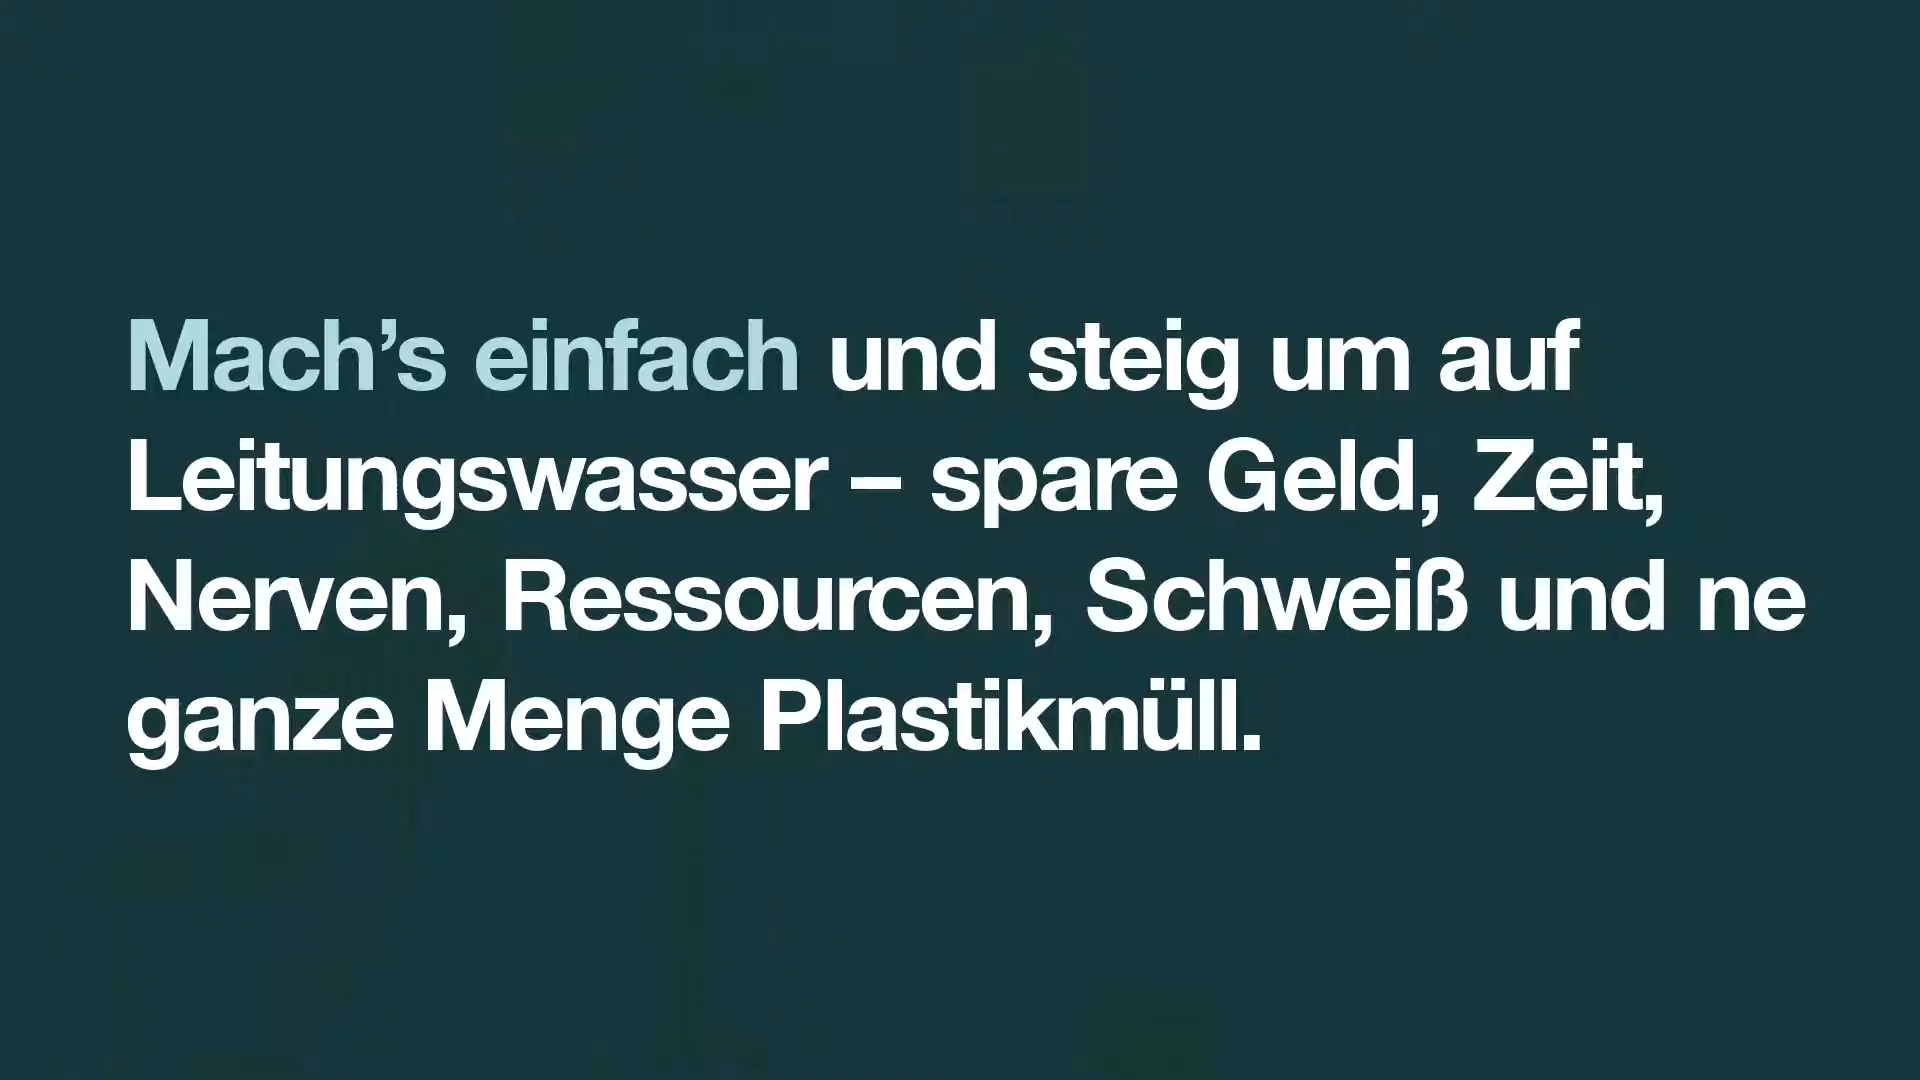 Mach’s einfach und steig um auf
Leitungswasser – spare Geld, Zeit,
Nerven, Ressourcen, Schweiß und ne
ganze Menge Plastikmüll.